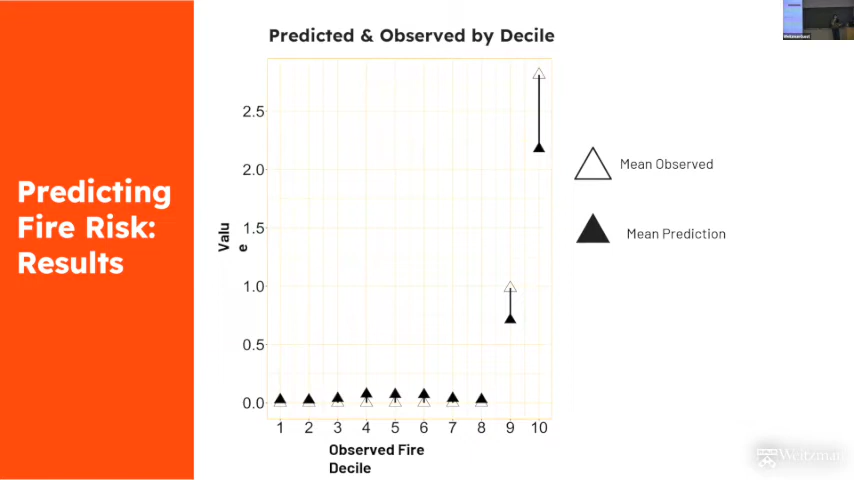 Predicted & Observed by Decile
Predicting
Fire Risk:
Results
2.5
2.0
1.5
1.0
0.5
0.0
Valu
e
1 2 3 4 5 6 7 8 9 10
Observed Fire
Decile
Mean Observed
Mean Prediction
Weitzman